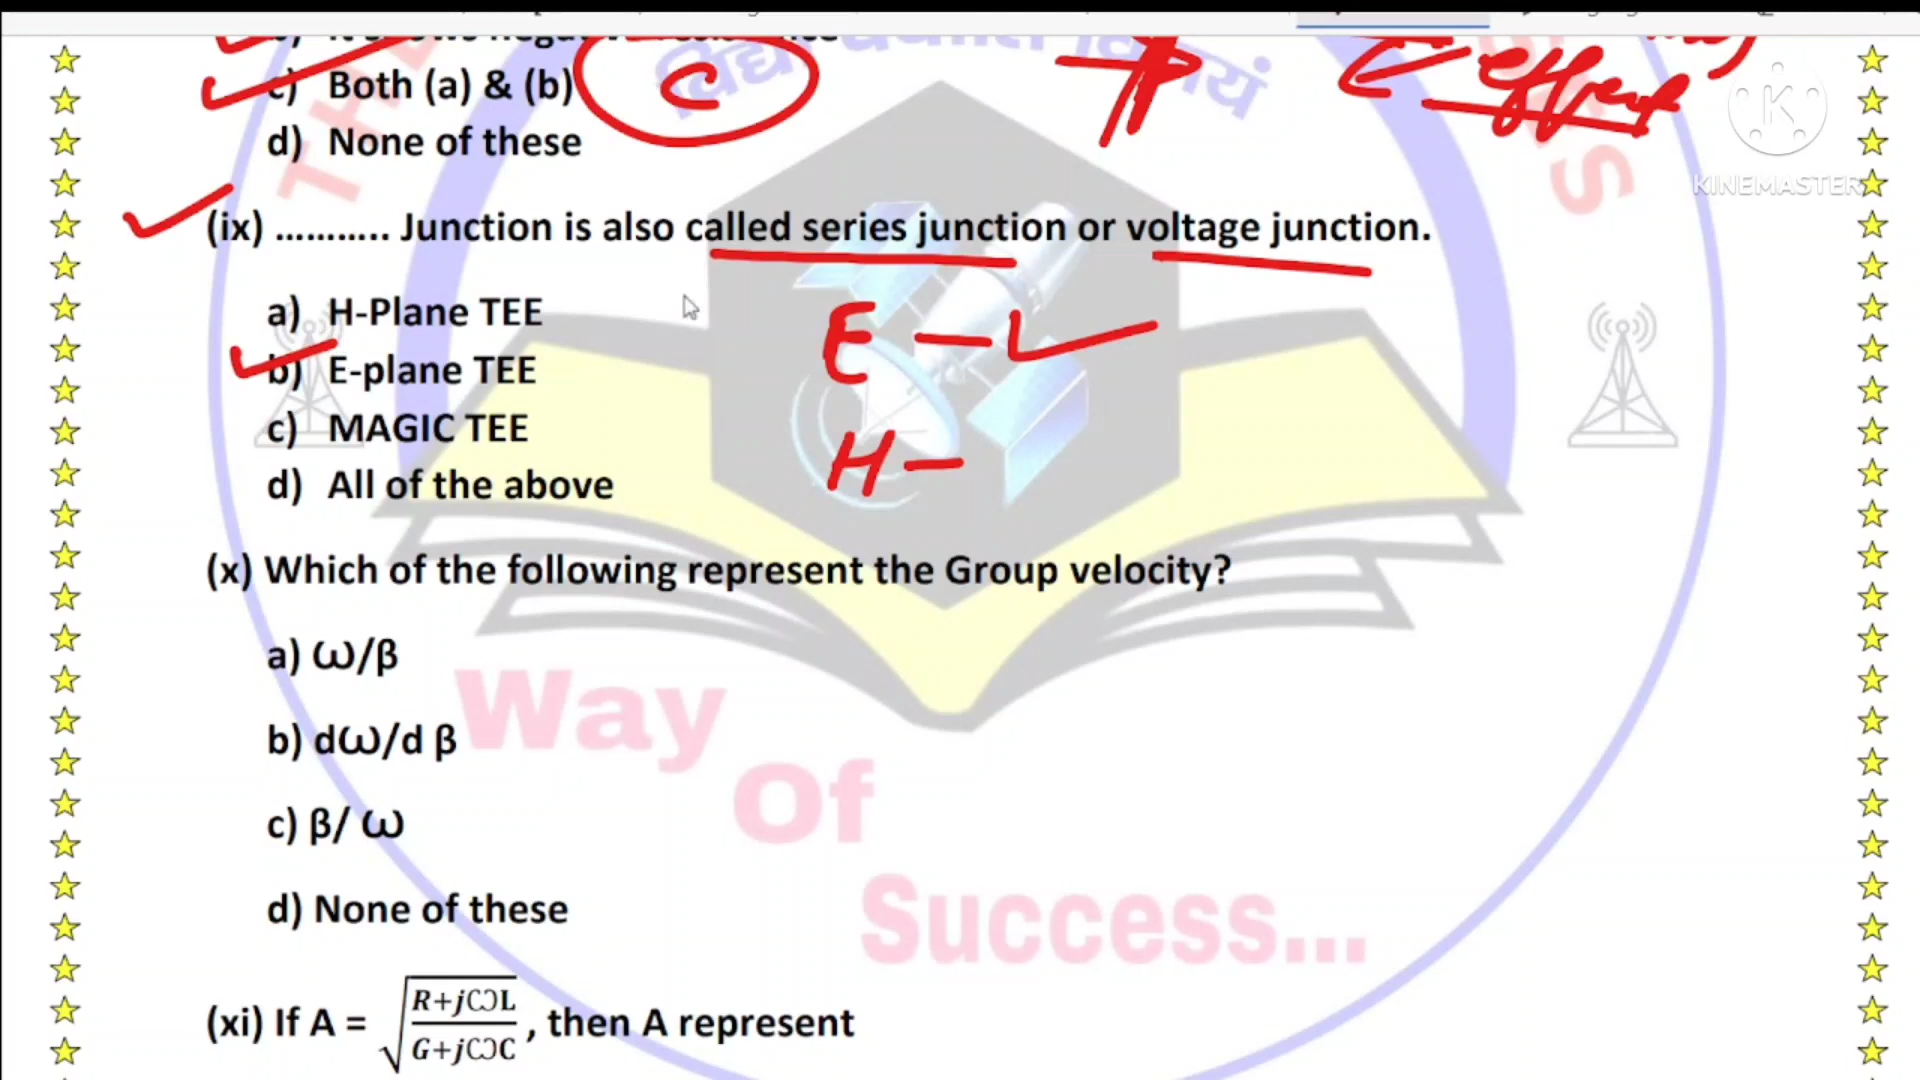 c) Both (a) & (b)
C
effect
d) None of these
KINEMASTER
(ix) ........... Junction is also called series junction or voltage junction.
a) H-Plane TEE
E –
b) E-plane TEE
c) MAGIC TEE
H –
d) All of the above
(x) Which of the following represent the Group velocity?
a) ω/β
b) dω/d β
c) β/ ω
d) None of these
Way
Of
Success...
(xi) If A = √(R+jωL / G+jωC) , then A represent